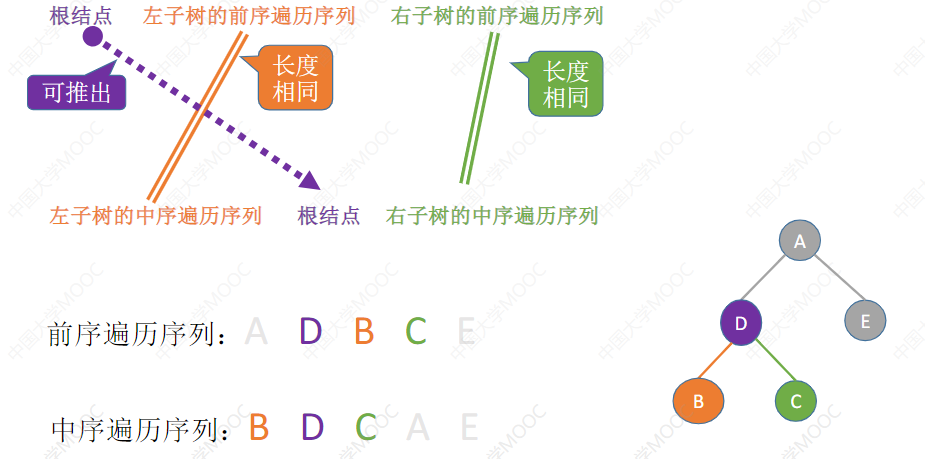 根结点 左子树的前序遍历序列 右子树的前序遍历序列
可推出
长度
相同
长度
相同
左子树的中序遍历序列 根结点 右子树的中序遍历序列
前序遍历序列: A D B C E
中序遍历序列: B D C A E
A
D
E
B
C
中国大学MOOC